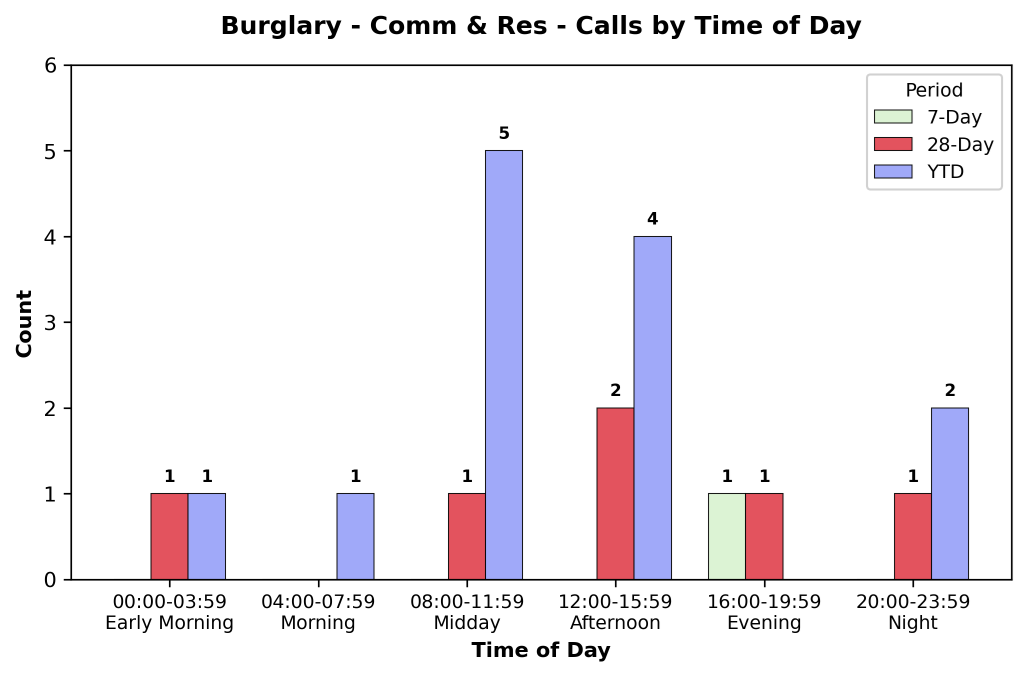 Burglary - Comm & Res - Calls by Time of Day
Period
7-Day
28-Day
YTD
Count
6
5
4
3
2
1
0
1
1
1
1
5
2
4
1
1
1
2
00:00-03:59
Early Morning
04:00-07:59
Morning
08:00-11:59
Midday
12:00-15:59
Afternoon
16:00-19:59
Evening
20:00-23:59
Night
Time of Day